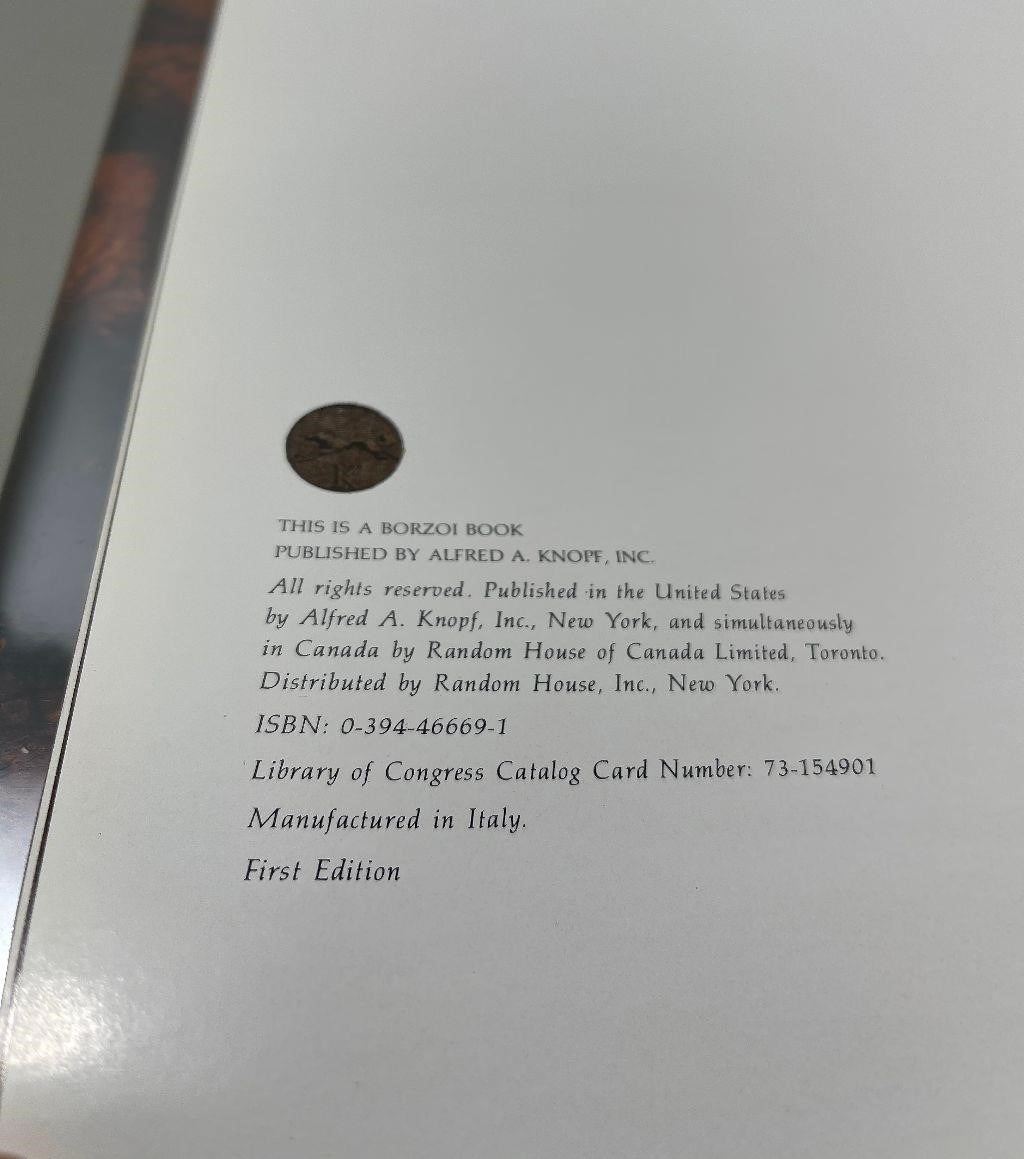 K
THIS IS A BORZOI BOOK
PUBLISHED BY ALFRED A. KNOPF, INC.
All rights reserved. Published in the United States
by Alfred A. Knopf, Inc., New York, and simultaneously
in Canada by Random House of Canada Limited, Toronto.
Distributed by Random House, Inc., New York.
ISBN: 0-394-46669-1
Library of Congress Catalog Card Number: 73-154901
Manufactured in Italy.
First Edition